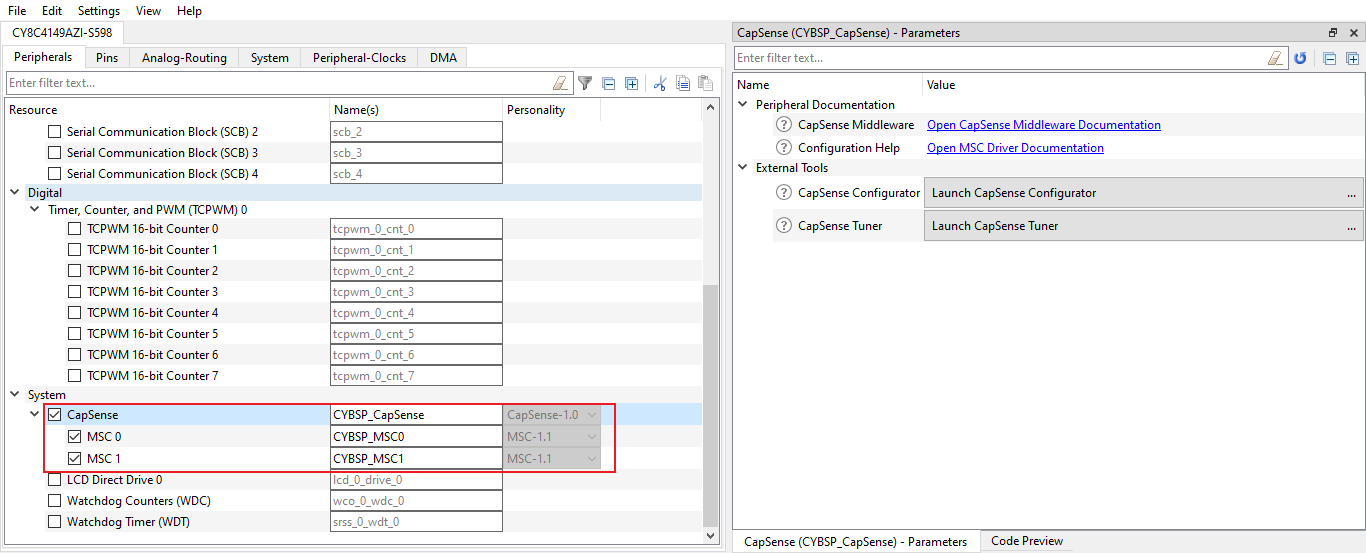 File Edit Settings View Help
CY8C4149AZI-S598
Peripherals Pins Analog-Routing System Peripheral-Clocks DMA
Enter filter text...
Resource Name(s) Personality
Serial Communication Block (SCB) 2 scb_2
Serial Communication Block (SCB) 3 scb_3
Serial Communication Block (SCB) 4 scb_4
Digital
Timer, Counter, and PWM (TCPWM) 0
TCPWM 16-bit Counter 0 tcpwm_0_cnt_0
TCPWM 16-bit Counter 1 tcpwm_0_cnt_1
TCPWM 16-bit Counter 2 tcpwm_0_cnt_2
TCPWM 16-bit Counter 3 tcpwm_0_cnt_3
TCPWM 16-bit Counter 4 tcpwm_0_cnt_4
TCPWM 16-bit Counter 5 tcpwm_0_cnt_5
TCPWM 16-bit Counter 6 tcpwm_0_cnt_6
TCPWM 16-bit Counter 7 tcpwm_0_cnt_7
System
CapSense CYBSP_CapSense CapSense-1.0
MSC 0 CYBSP_MSC0 MSC-1.1
MSC 1 CYBSP_MSC1 MSC-1.1
LCD Direct Drive 0 lcd_0_drive_0
Watchdog Counters (WDC) wco_0_wdc_0
Watchdog Timer (WDT) srss_0_wdt_0
CapSense (CYBSP_CapSense) - Parameters
Enter filter text...
Name Value
Peripheral Documentation
? CapSense Middleware Open CapSense Middleware Documentation
? Configuration Help Open MSC Driver Documentation
External Tools
? CapSense Configurator Launch CapSense Configurator ...
? CapSense Tuner Launch CapSense Tuner ...
CapSense (CYBSP_CapSense) - Parameters Code Preview